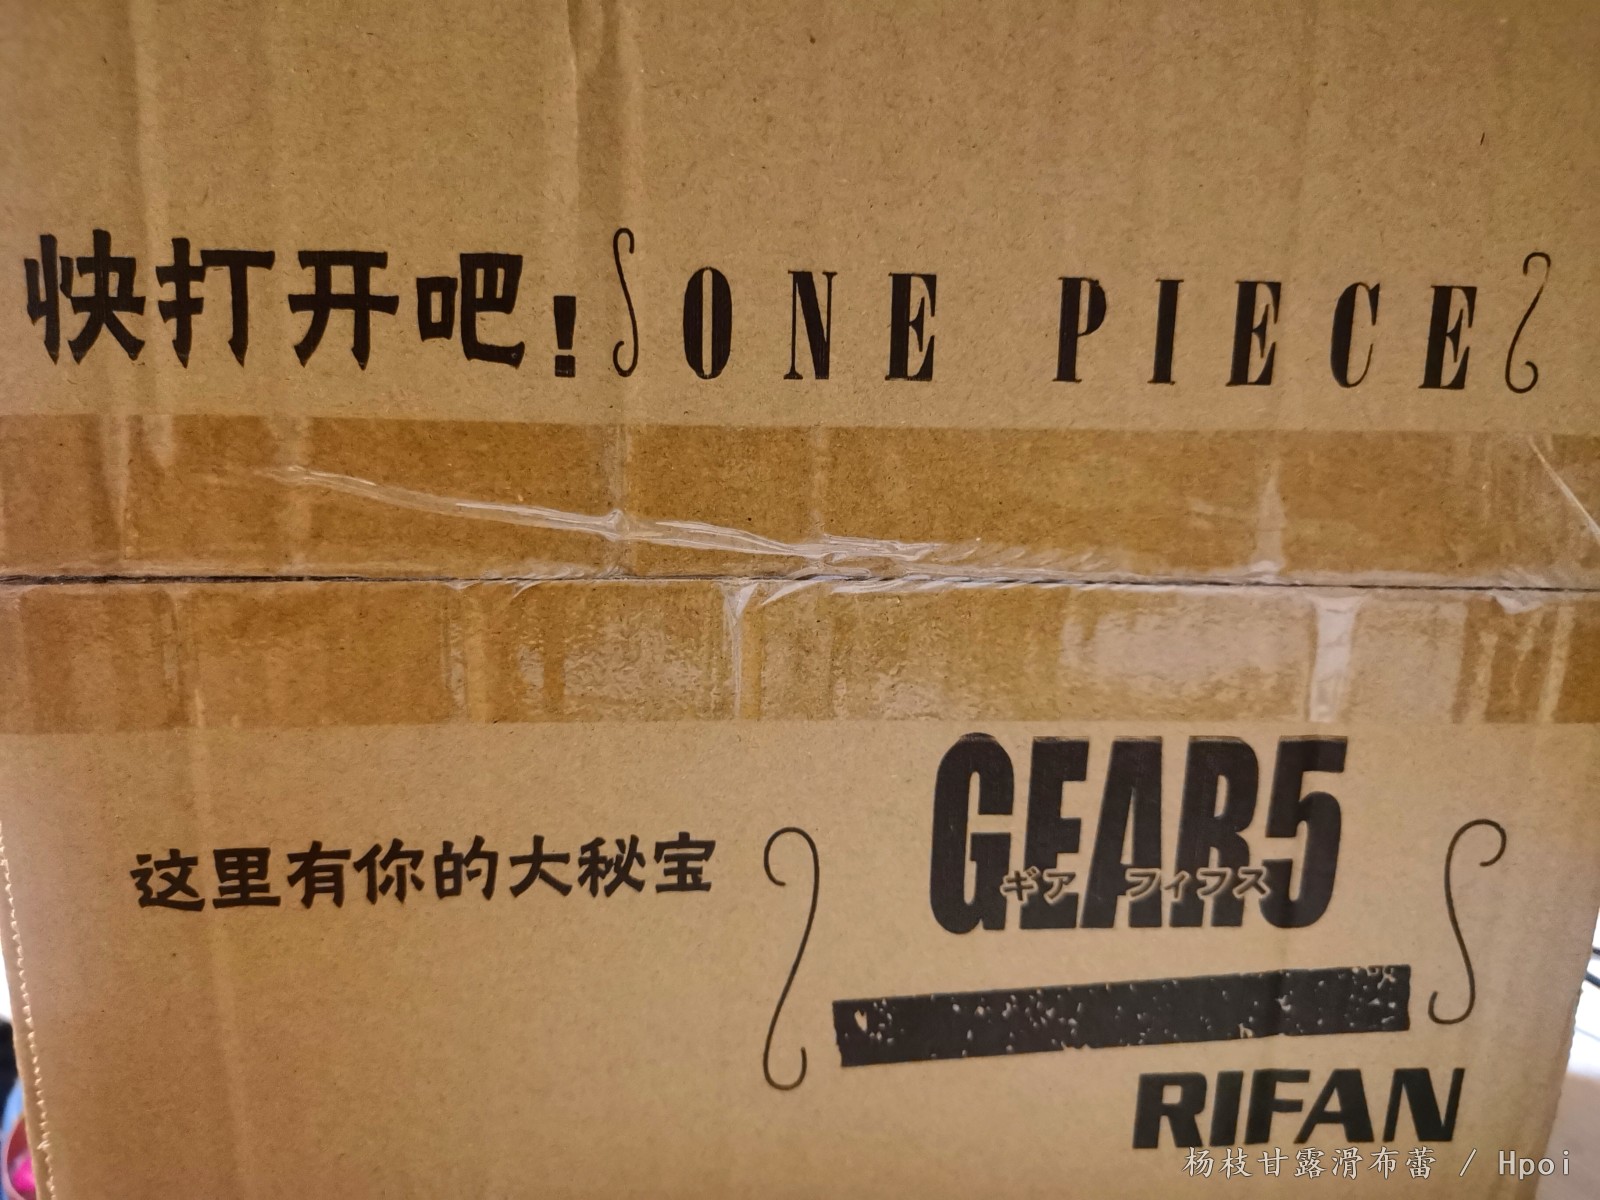 快打开吧! ONE PIECE
GEAR5
ギア フィフス
这里有你的大秘宝
RIFAN
杨枝甘露滑布蕾 / Hpoi